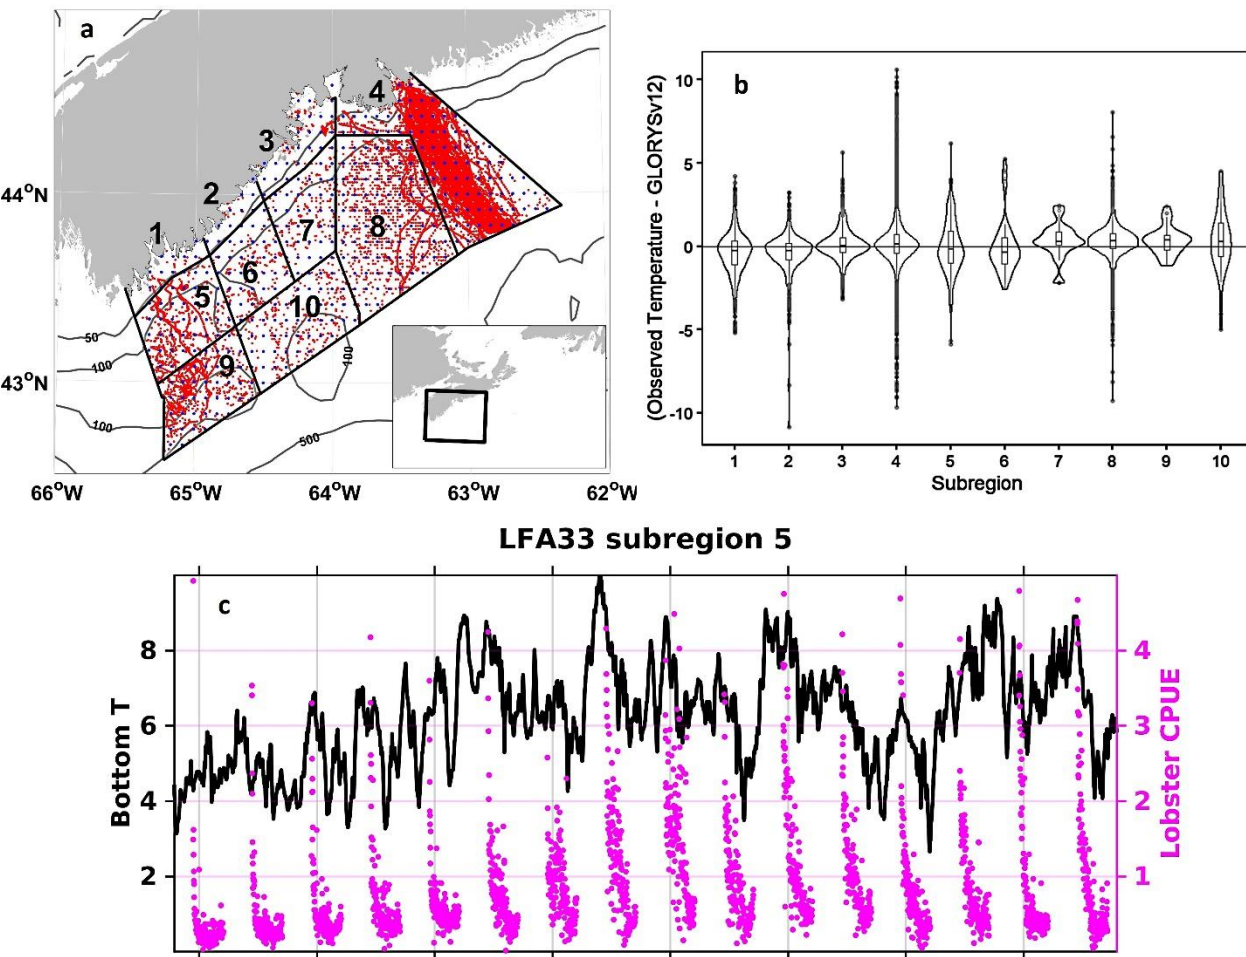 a
4
3
44°N
2
1
7
8
6
5
10
9
50
100
100
43°N
100
500
66°W 65°W 64°W 63°W 62°W
b
(Observed Temperature - GLORYSv12)
10
5
0
-5
-10
1 2 3 4 5 6 7 8 9 10
Subregion
LFA33 subregion 5
c
Bottom T
8
6
4
2
4
3
2
1
Lobster CPUE